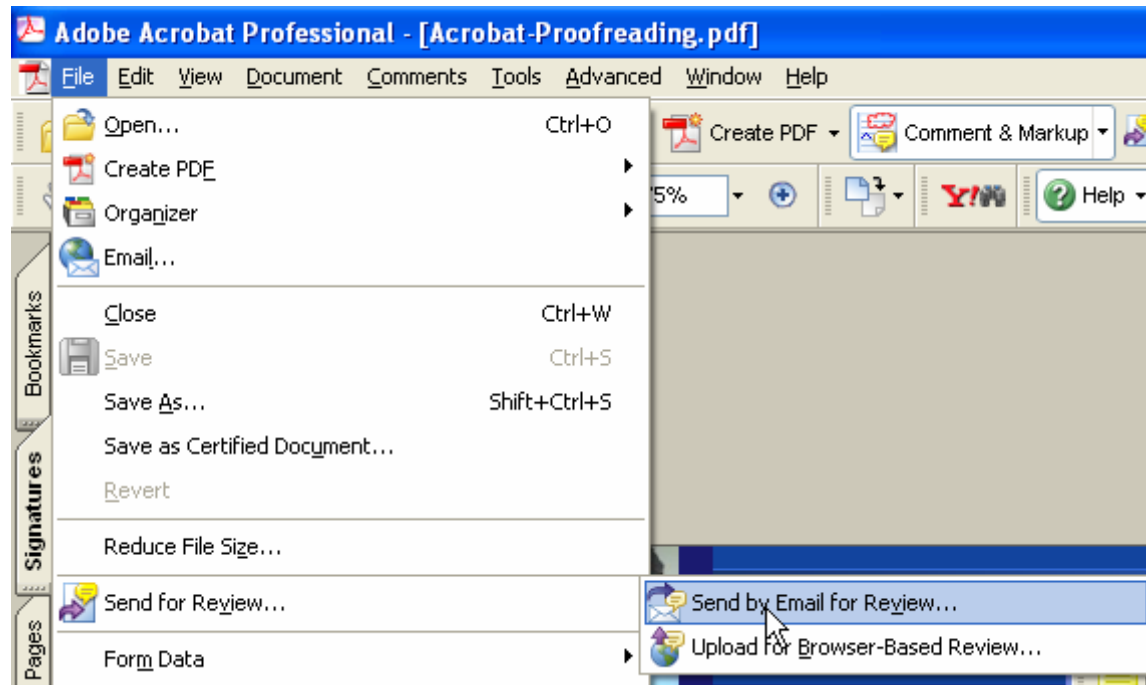 Adobe Acrobat Professional - [Acrobat-Proofreading.pdf]
File Edit View Document Comments Tools Advanced Window Help
Open... Ctrl+O
Create PDF Comment & Markup
Create PDF
5% Help
Organizer
Email...
Close Ctrl+W
Save Ctrl+S
Save As... Shift+Ctrl+S
Save as Certified Document...
Revert
Reduce File Size...
Send for Review... Send by Email for Review...
Upload for Browser-Based Review...
Form Data
Bookmarks
Signatures
Pages